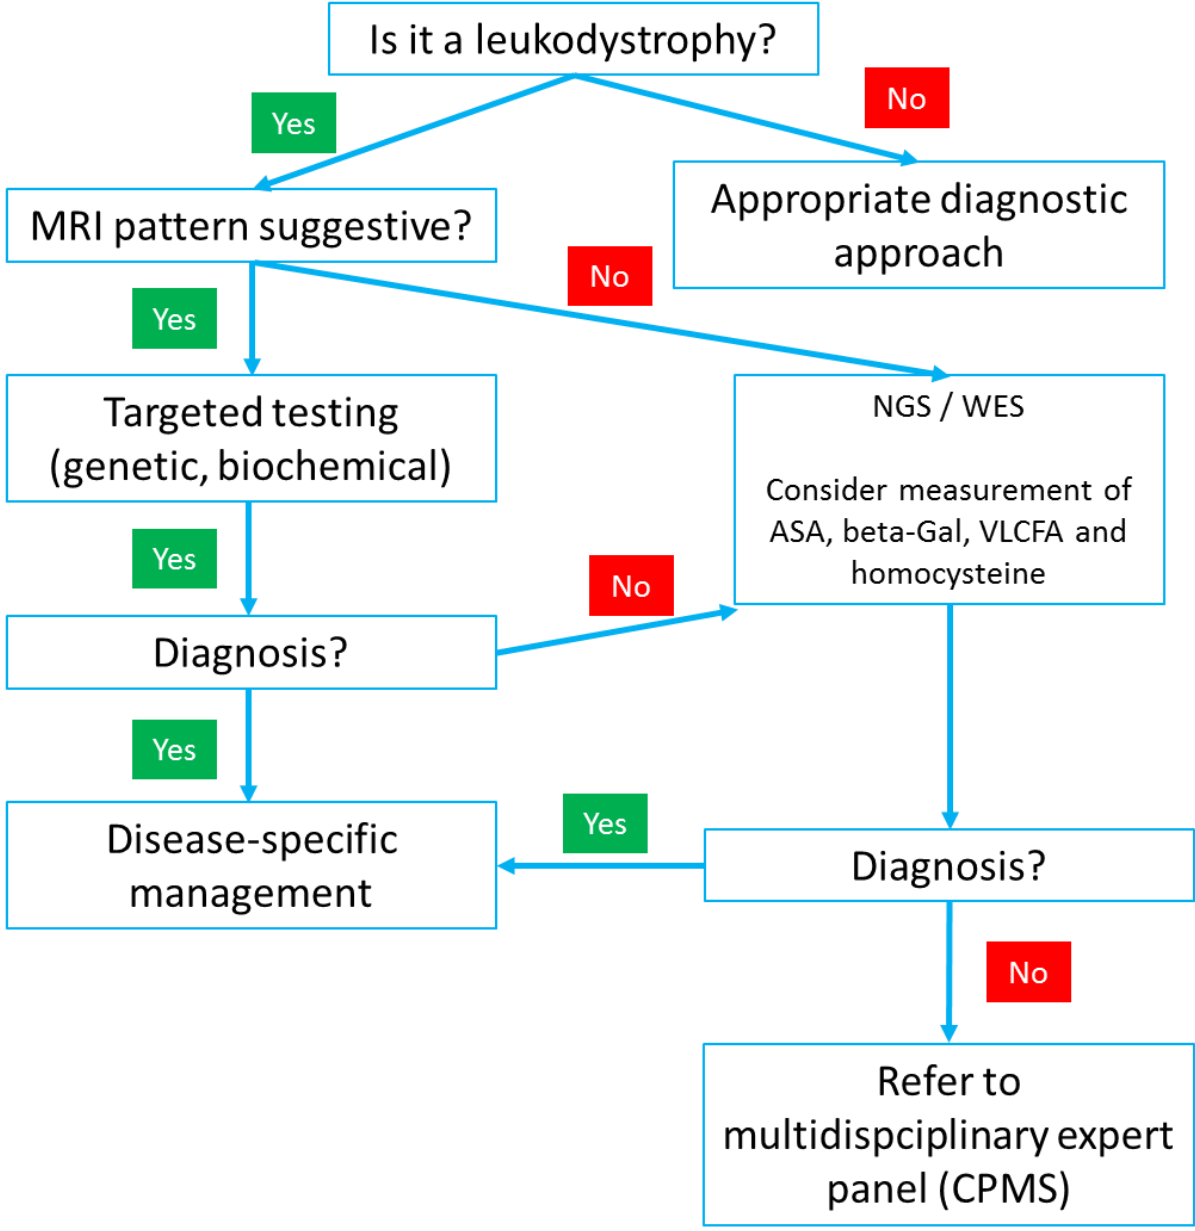 Is it a leukodystrophy?
Yes
No
MRI pattern suggestive?
Appropriate diagnostic
approach
Yes
No
Targeted testing
(genetic, biochemical)
NGS / WES
Consider measurement of
ASA, beta-Gal, VLCFA and
homocysteine
Yes
No
Diagnosis?
Yes
Disease-specific
management
Yes
Diagnosis?
No
Refer to
multidispciplinary expert
panel (CPMS)